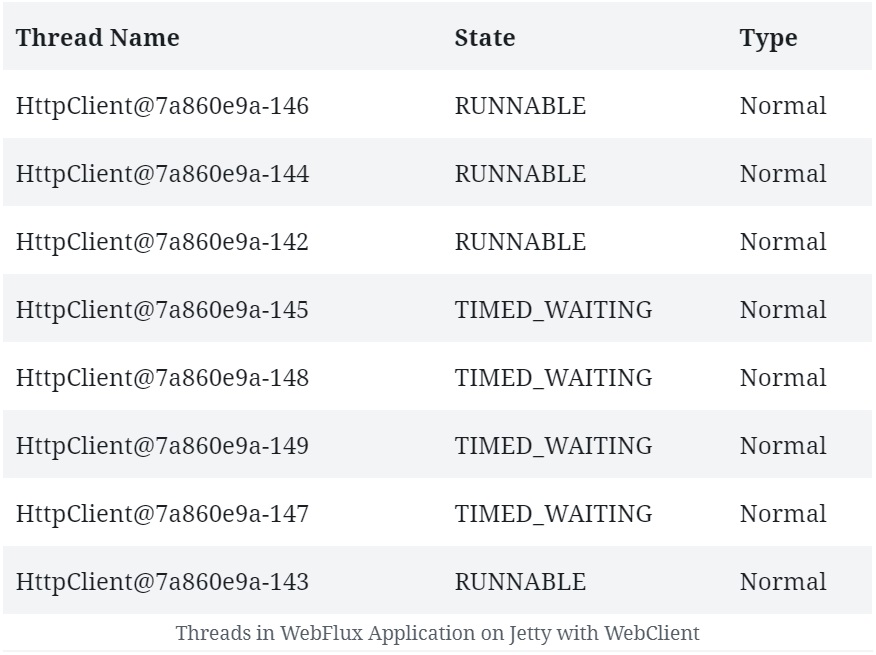 Thread Name State Type
HttpClient@7a860e9a-146 RUNNABLE Normal
HttpClient@7a860e9a-144 RUNNABLE Normal
HttpClient@7a860e9a-142 RUNNABLE Normal
HttpClient@7a860e9a-145 TIMED_WAITING Normal
HttpClient@7a860e9a-148 TIMED_WAITING Normal
HttpClient@7a860e9a-149 TIMED_WAITING Normal
HttpClient@7a860e9a-147 TIMED_WAITING Normal
HttpClient@7a860e9a-143 RUNNABLE Normal
Threads in WebFlux Application on Jetty with WebClient